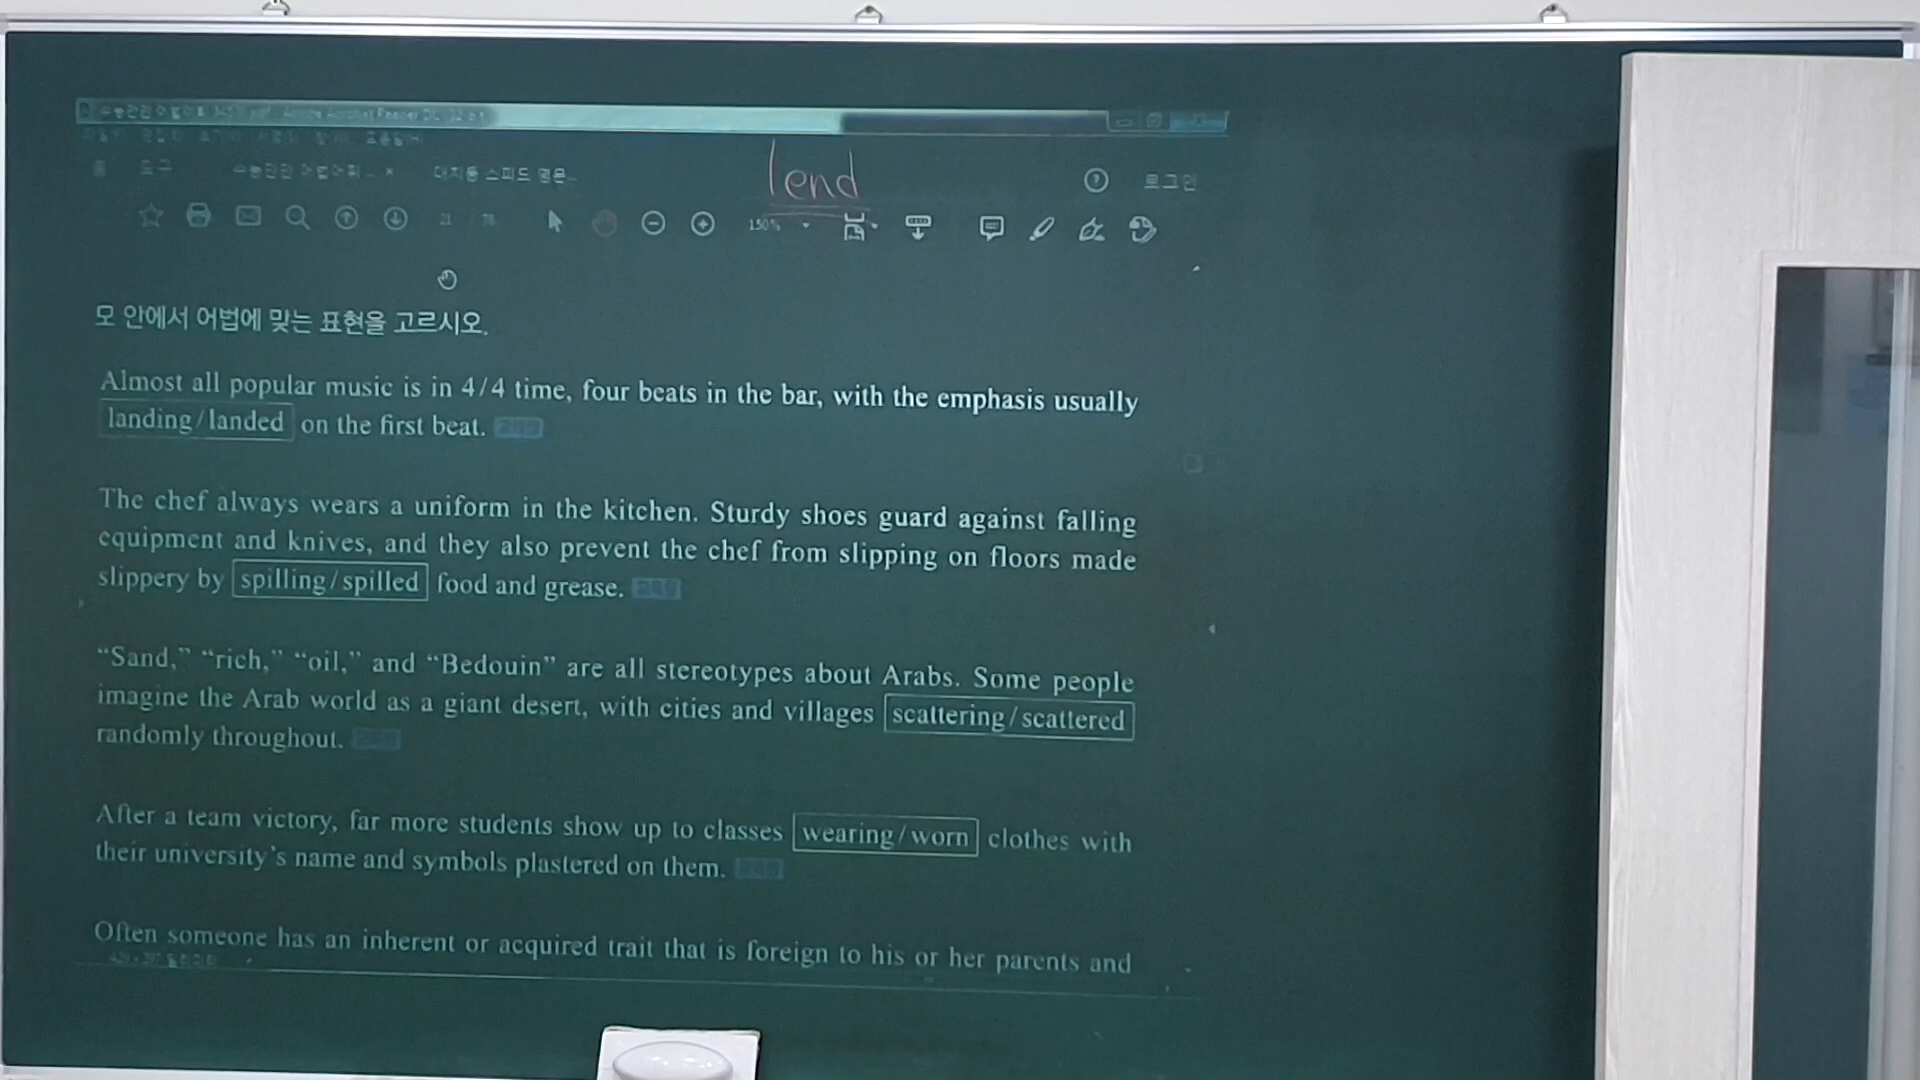 lend
로그인
21 / 78
150%
모 안에서 어법에 맞는 표현을 고르시오.
Almost all popular music is in 4/4 time, four beats in the bar, with the emphasis usually
landing/landed on the first beat.
The chef always wears a uniform in the kitchen. Sturdy shoes guard against falling
equipment and knives, and they also prevent the chef from slipping on floors made
slippery by spilling/spilled food and grease.
“Sand,” “rich,” “oil,” and “Bedouin” are all stereotypes about Arabs. Some people
imagine the Arab world as a giant desert, with cities and villages scattering/scattered
randomly throughout.
After a team victory, far more students show up to classes wearing/worn clothes with
their university’s name and symbols plastered on them.
Often someone has an inherent or acquired trait that is foreign to his or her parents and